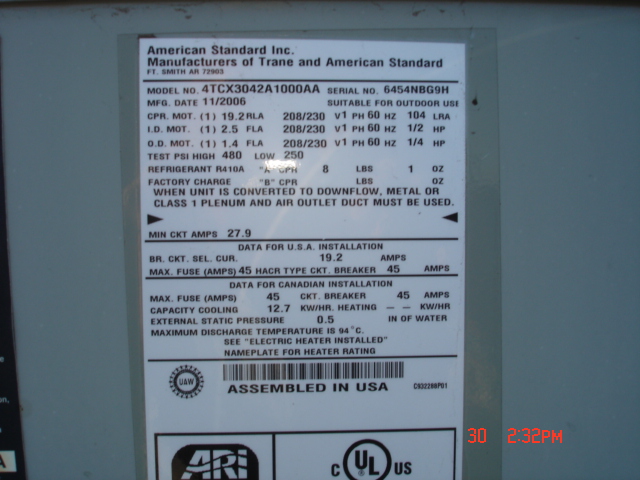 American Standard Inc.
Manufacturers of Trane and American Standard
FT. SMITH AR 72903
MODEL NO. 4TCX3042A1000AA SERIAL NO. 6454NBG9H
MFG. DATE 11/2006 SUITABLE FOR OUTDOOR USE
CPR. MOT. (1) 19.2 RLA 208/230 V1 PH 60 HZ 104 LRA
I.D. MOT. (1) 2.5 FLA 208/230 V1 PH 60 HZ 1/2 HP
O.D. MOT. (1) 1.4 FLA 208/230 V1 PH 60 HZ 1/4 HP
TEST PSI HIGH 480 LOW 250
REFRIGERANT R410A "A" CPR 8 LBS 1 OZ
FACTORY CHARGE "B" CPR LBS OZ
WHEN UNIT IS CONVERTED TO DOWNFLOW, METAL OR
CLASS 1 PLENUM AND AIR OUTLET DUCT MUST BE USED.
MIN CKT AMPS 27.9
DATA FOR U.S.A. INSTALLATION
BR. CKT. SEL. CUR. 19.2 AMPS
MAX. FUSE (AMPS) 45 HACR TYPE CKT. BREAKER 45 AMPS
DATA FOR CANADIAN INSTALLATION
MAX. FUSE (AMPS) 45 CKT. BREAKER 45 AMPS
CAPACITY COOLING 12.7 KW/HR. HEATING – – KW/HR
EXTERNAL STATIC PRESSURE 0.5 IN OF WATER
MAXIMUM DISCHARGE TEMPERATURE IS 94°C.
SEE "ELECTRIC HEATER INSTALLED"
NAMEPLATE FOR HEATER RATING
UAW
ASSEMBLED IN USA C932299P01
ARI
C UL US
30 2:32PM